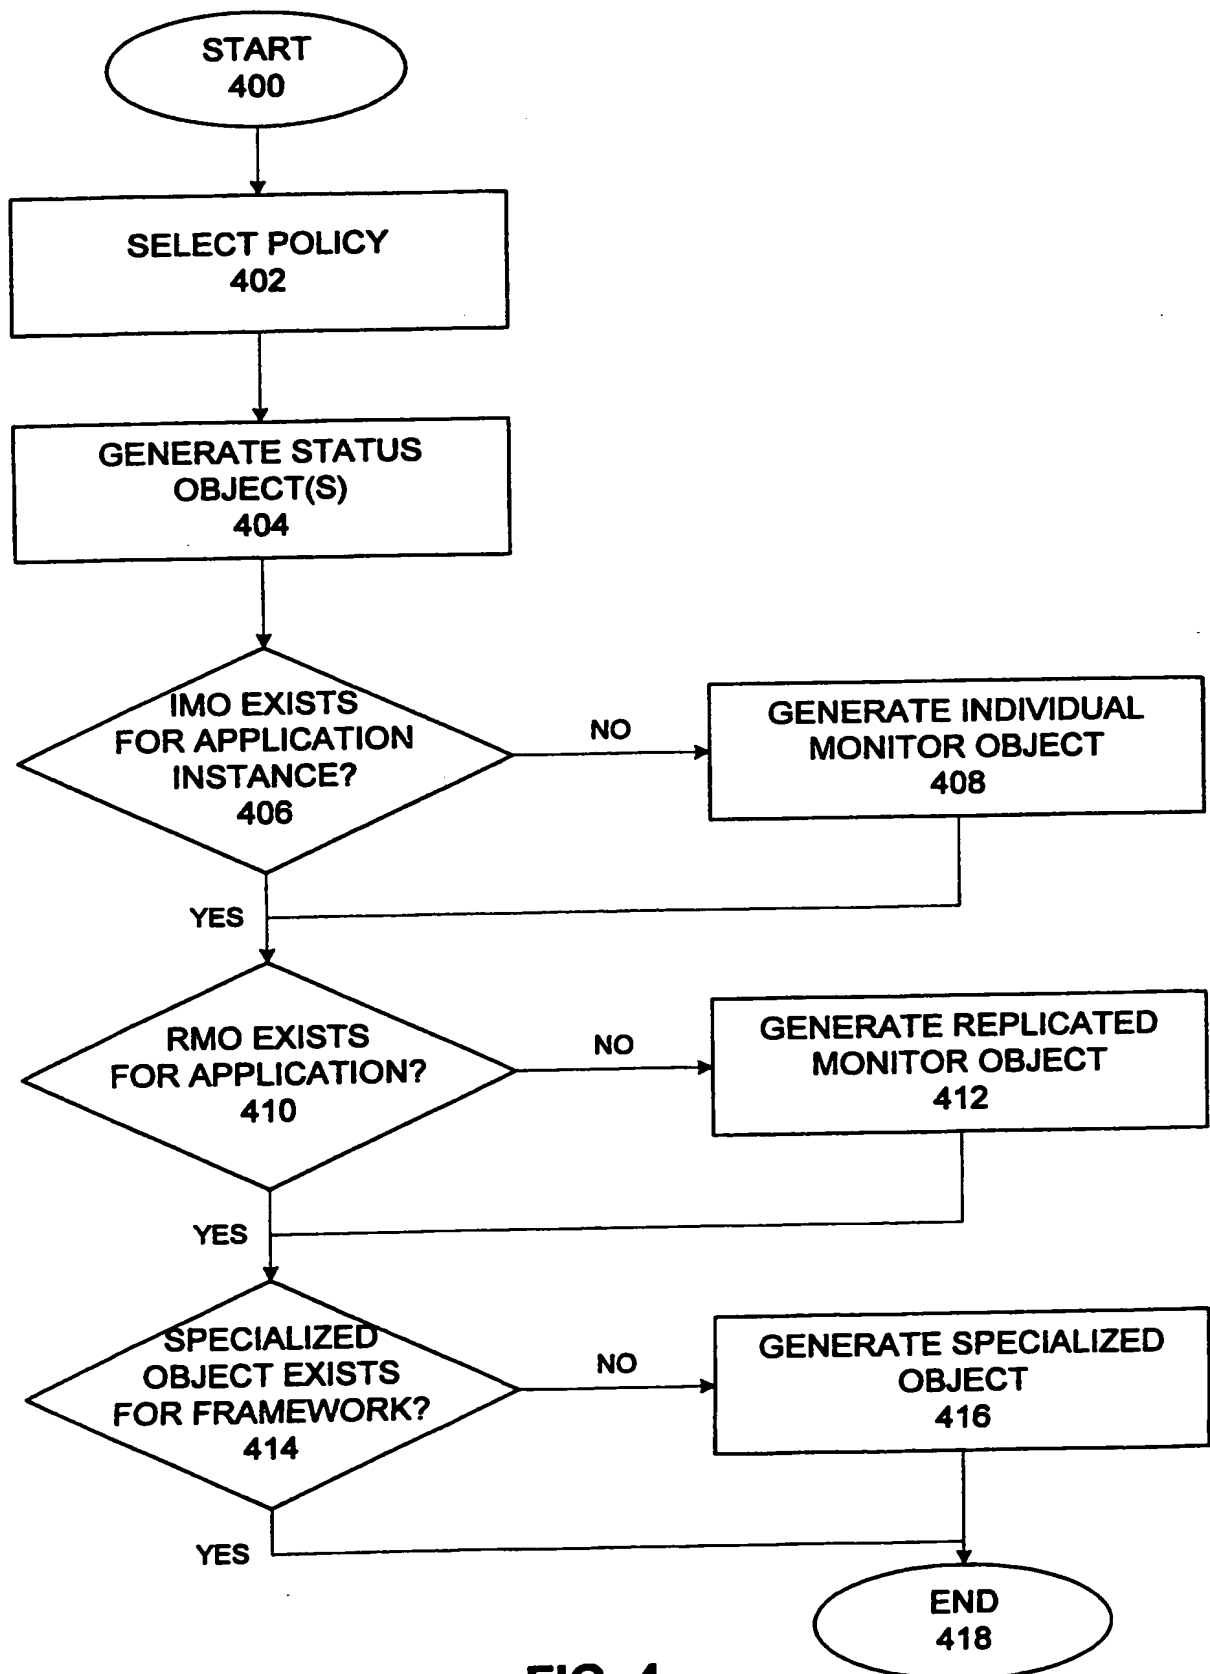 START
400
SELECT POLICY
402
GENERATE STATUS
OBJECT(S)
404
IMO EXISTS
FOR APPLICATION
INSTANCE?
406
NO
GENERATE INDIVIDUAL
MONITOR OBJECT
408
YES
RMO EXISTS
FOR APPLICATION?
410
NO
GENERATE REPLICATED
MONITOR OBJECT
412
YES
SPECIALIZED
OBJECT EXISTS
FOR FRAMEWORK?
414
NO
GENERATE SPECIALIZED
OBJECT
416
YES
END
418
FIG. 4